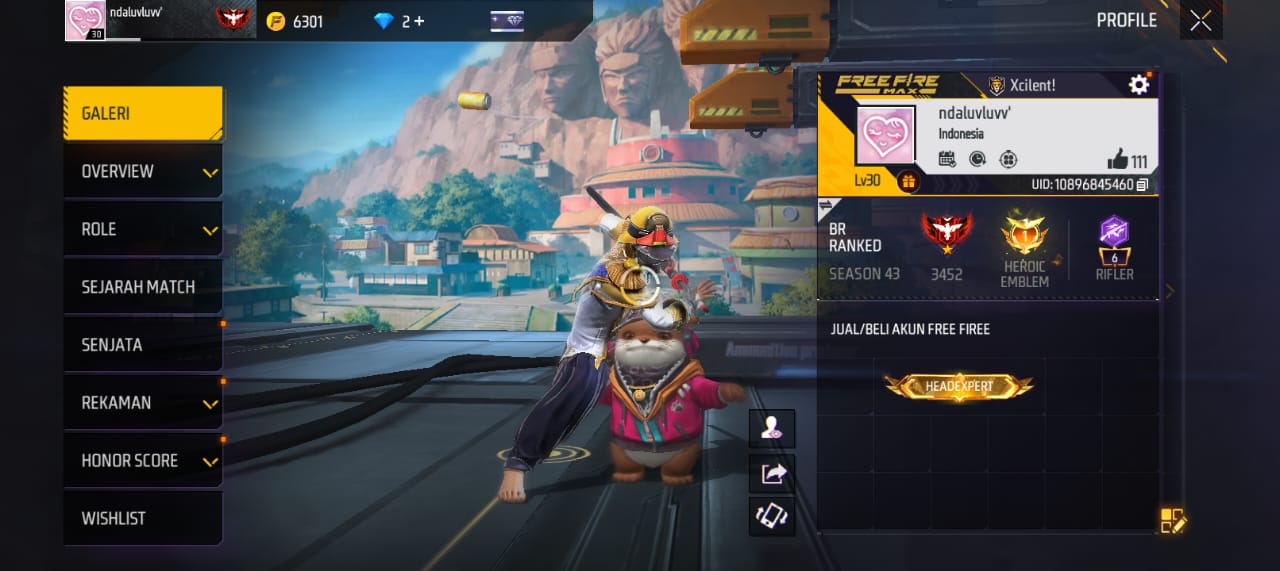 ndaluvluvv'
30
6301
2 +
PROFILE
GALERI
OVERVIEW
ROLE
SEJARAH MATCH
SENJATA
REKAMAN
HONOR SCORE
WISHLIST
FREE FIRE
MAX
Xcilent!
ndaluvluvv'
Indonesia
111
Lv30
UID:10896845460
BR
RANKED
SEASON 43
3452
HEROIC
EMBLEM
6
RIFLER
JUAL/BELI AKUN FREE FIREE
HEADEXPERT